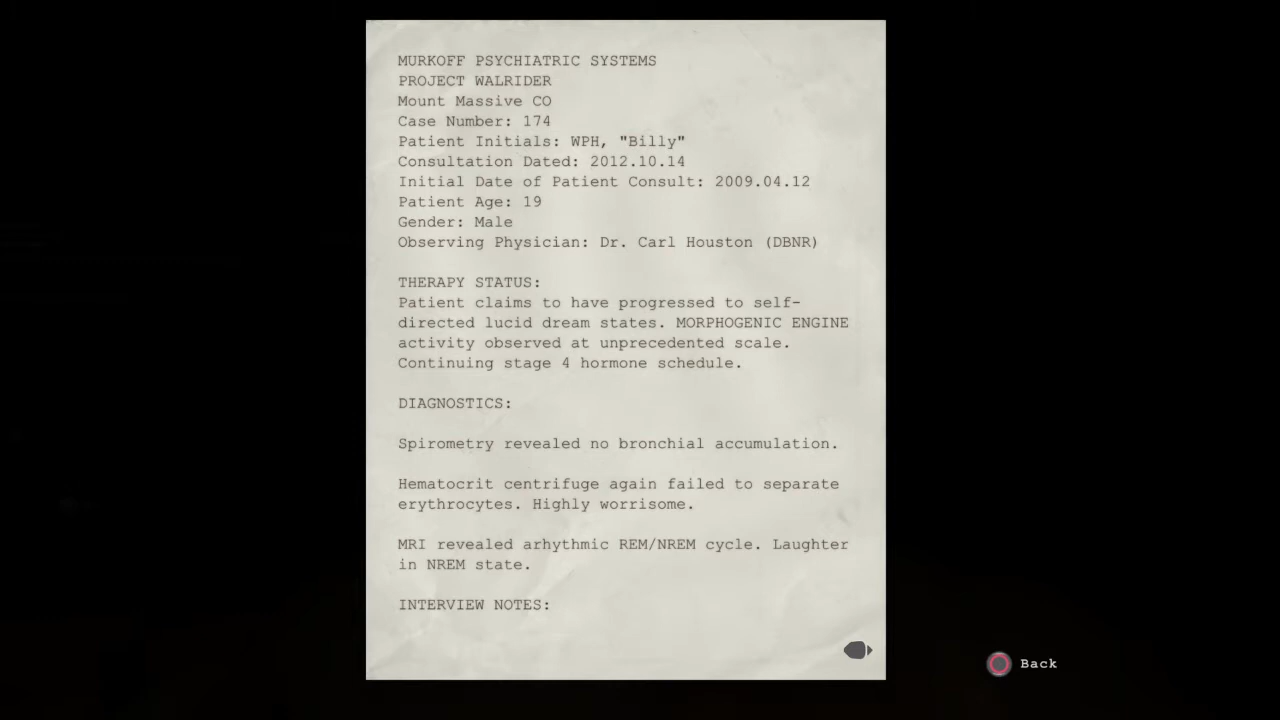 MURKOFF PSYCHIATRIC SYSTEMS
PROJECT WALRIDER
Mount Massive CO
Case Number: 174
Patient Initials: WPH, "Billy"
Consultation Dated: 2012.10.14
Initial Date of Patient Consult: 2009.04.12
Patient Age: 19
Gender: Male
Observing Physician: Dr. Carl Houston (DBNR)
THERAPY STATUS:
Patient claims to have progressed to self-
directed lucid dream states. MORPHOGENIC ENGINE
activity observed at unprecedented scale.
Continuing stage 4 hormone schedule.
DIAGNOSTICS:
Spirometry revealed no bronchial accumulation.
Hematocrit centrifuge again failed to separate
erythrocytes. Highly worrisome.
MRI revealed arhythmic REM/NREM cycle. Laughter
in NREM state.
INTERVIEW NOTES:
Back